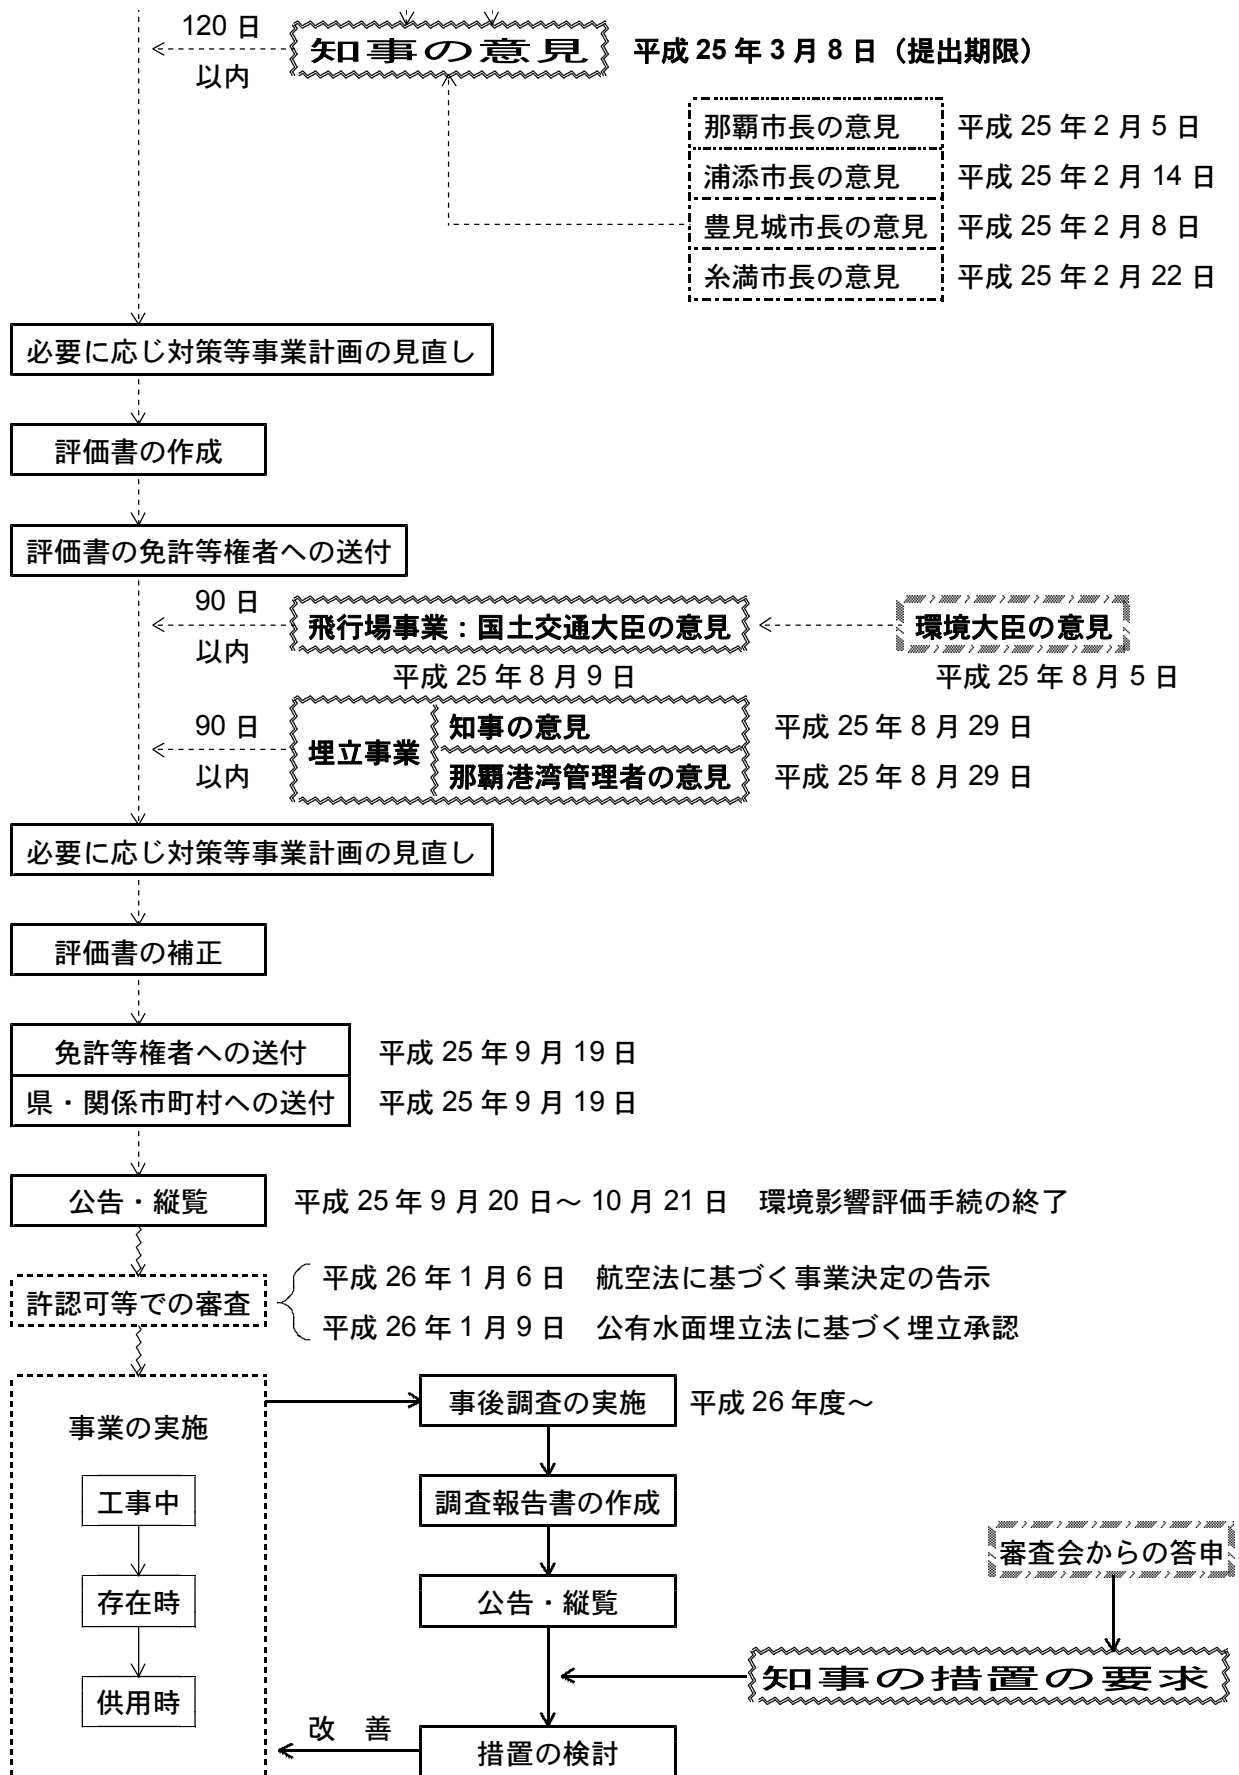 120 日
以内
知事の意見 平成 25 年 3 月 8 日（提出期限）
那覇市長の意見 平成 25 年 2 月 5 日
浦添市長の意見 平成 25 年 2 月 14 日
豊見城市長の意見 平成 25 年 2 月 8 日
糸満市長の意見 平成 25 年 2 月 22 日
必要に応じ対策等事業計画の見直し
評価書の作成
評価書の免許等権者への送付
90 日
以内
飛行場事業：国土交通大臣の意見 環境大臣の意見
平成 25 年 8 月 9 日 平成 25 年 8 月 5 日
90 日
以内
埋立事業
知事の意見 平成 25 年 8 月 29 日
那覇港湾管理者の意見 平成 25 年 8 月 29 日
必要に応じ対策等事業計画の見直し
評価書の補正
免許等権者への送付 平成 25 年 9 月 19 日
県・関係市町村への送付 平成 25 年 9 月 19 日
公告・縦覧 平成 25 年 9 月 20 日～ 10 月 21 日 環境影響評価手続の終了
許認可等での審査
平成 26 年 1 月 6 日 航空法に基づく事業決定の告示
平成 26 年 1 月 9 日 公有水面埋立法に基づく埋立承認
事業の実施
工事中
存在時
供用時
事後調査の実施 平成 26 年度～
調査報告書の作成
公告・縦覧
審査会からの答申
知事の措置の要求
改 善
措置の検討